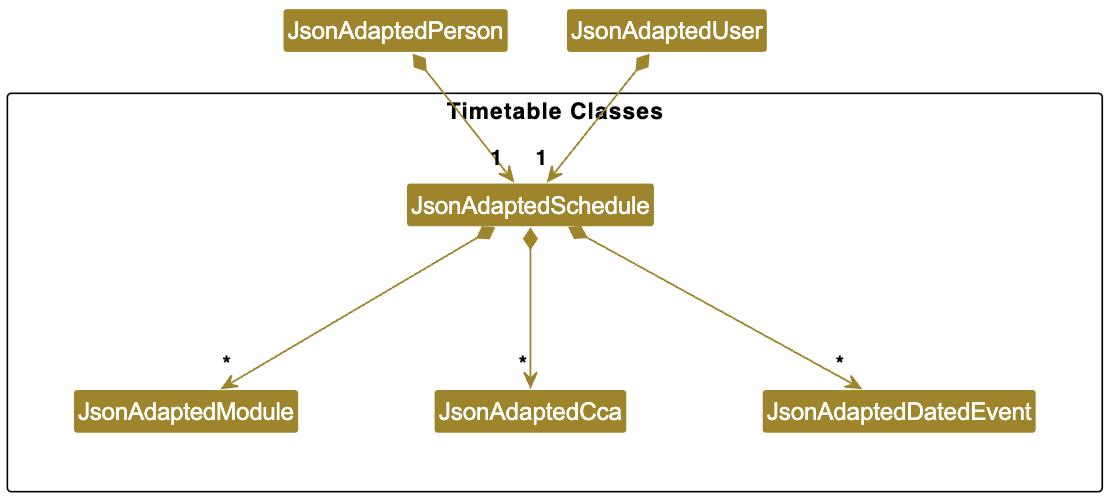 JsonAdaptedPerson
JsonAdaptedUser
Timetable Classes
1
1
JsonAdaptedSchedule
*
*
*
JsonAdaptedModule
JsonAdaptedCca
JsonAdaptedDatedEvent